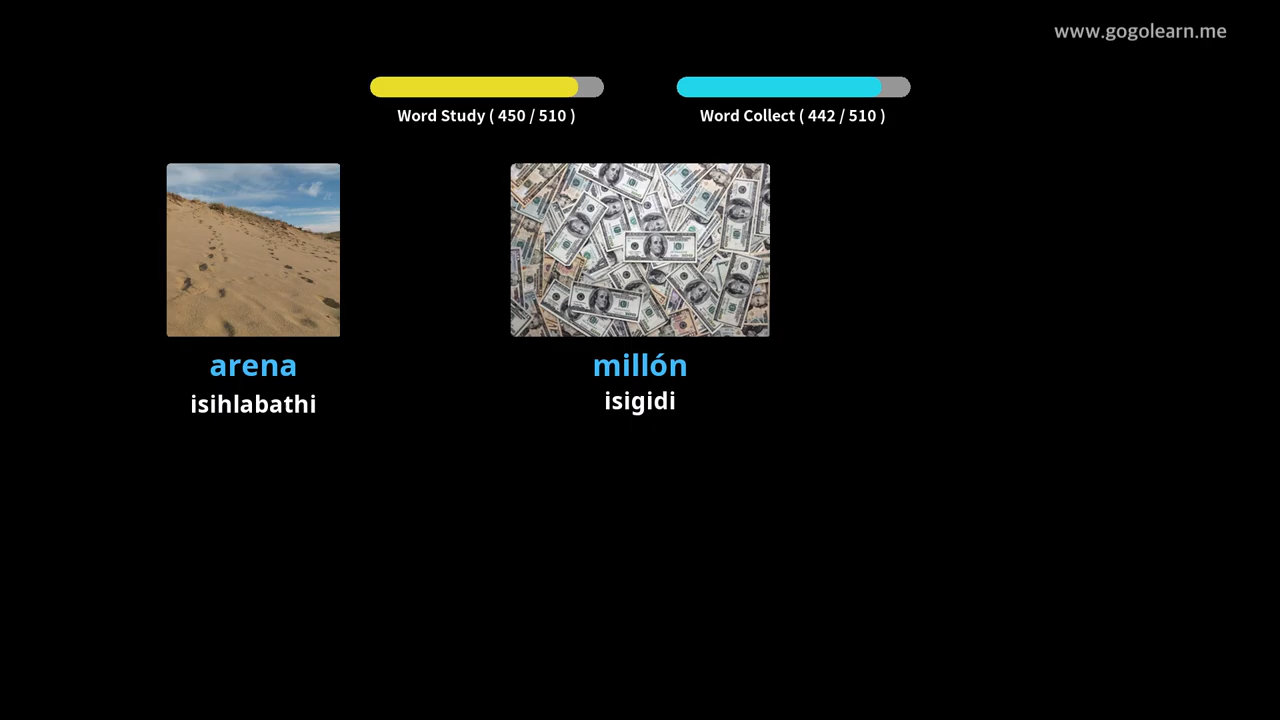 www.gogolearn.me
Word Study ( 450 / 510 )
Word Collect ( 442 / 510 )
arena
isihlabathi
millón
isigidi